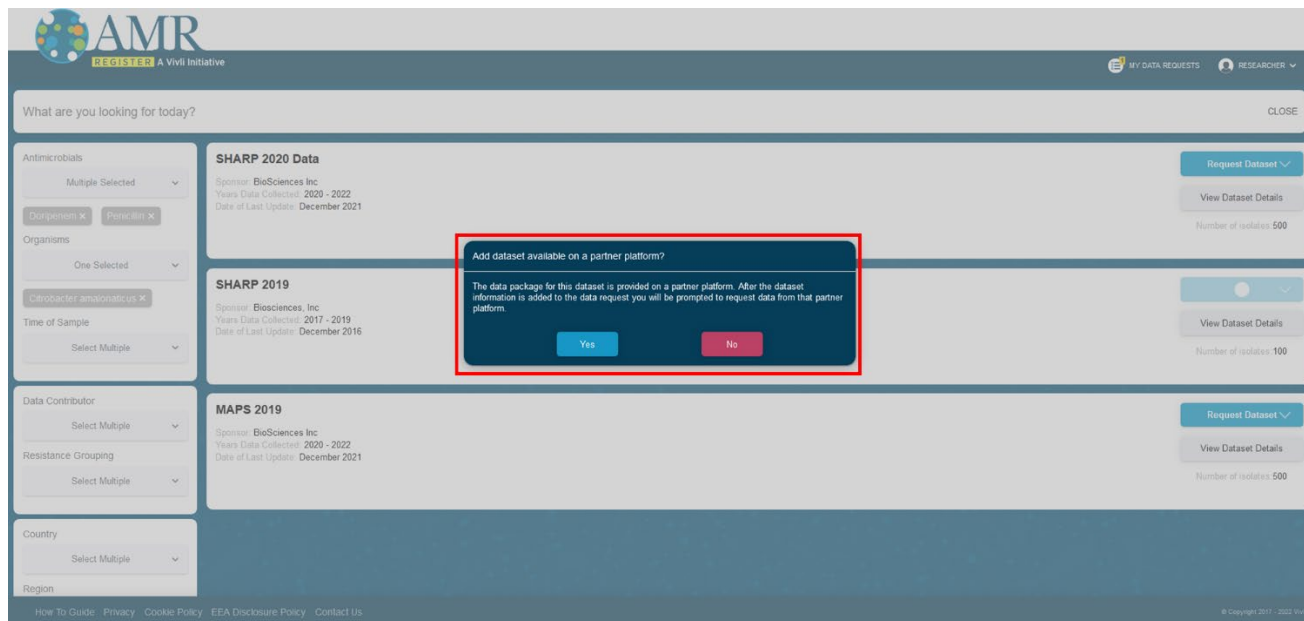 AMR
REGISTER A Vivli Initiative
MY DATA REQUESTS
RESEARCHER
What are you looking for today?
CLOSE
Antimicrobials
Multiple Selected
Doripenem × Penicillin ×
Organisms
One Selected
Citrobacter amalonaticus ×
Time of Sample
Select Multiple
Data Contributor
Select Multiple
Resistance Grouping
Select Multiple
Country
Select Multiple
Region
SHARP 2020 Data
Sponsor: BioSciences Inc
Years Data Collected: 2020 - 2022
Date of Last Update: December 2021
Request Dataset
View Dataset Details
Number of isolates: 500
SHARP 2019
Sponsor: Biosciences, Inc
Years Data Collected: 2017 - 2019
Date of Last Update: December 2016
View Dataset Details
Number of isolates: 100
Add dataset available on a partner platform?
The data package for this dataset is provided on a partner platform. After the dataset
information is added to the data request you will be prompted to request data from that partner
platform.
Yes
No
MAPS 2019
Sponsor: BioSciences Inc
Years Data Collected: 2020 - 2022
Date of Last Update: December 2021
Request Dataset
View Dataset Details
Number of isolates: 500
How To Guide Privacy Cookie Policy EEA Disclosure Policy Contact Us
© Copyright 2017 - 2022